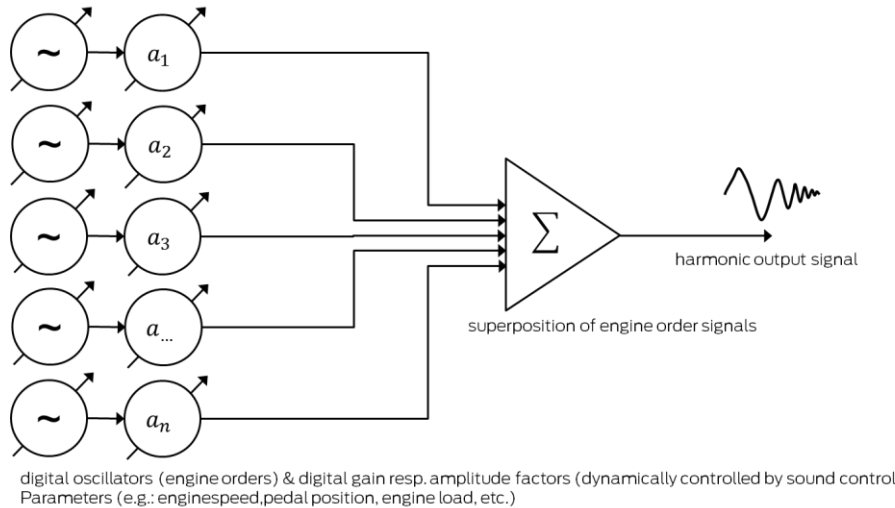 ~ a1
~ a2
~ a3
~ a...
~ an
Σ
harmonic output signal
superposition of engine order signals
digital oscillators (engine orders) & digital gain resp. amplitude factors (dynamically controlled by sound control
Parameters (e.g.: enginespeed,pedal position, engine load, etc.)